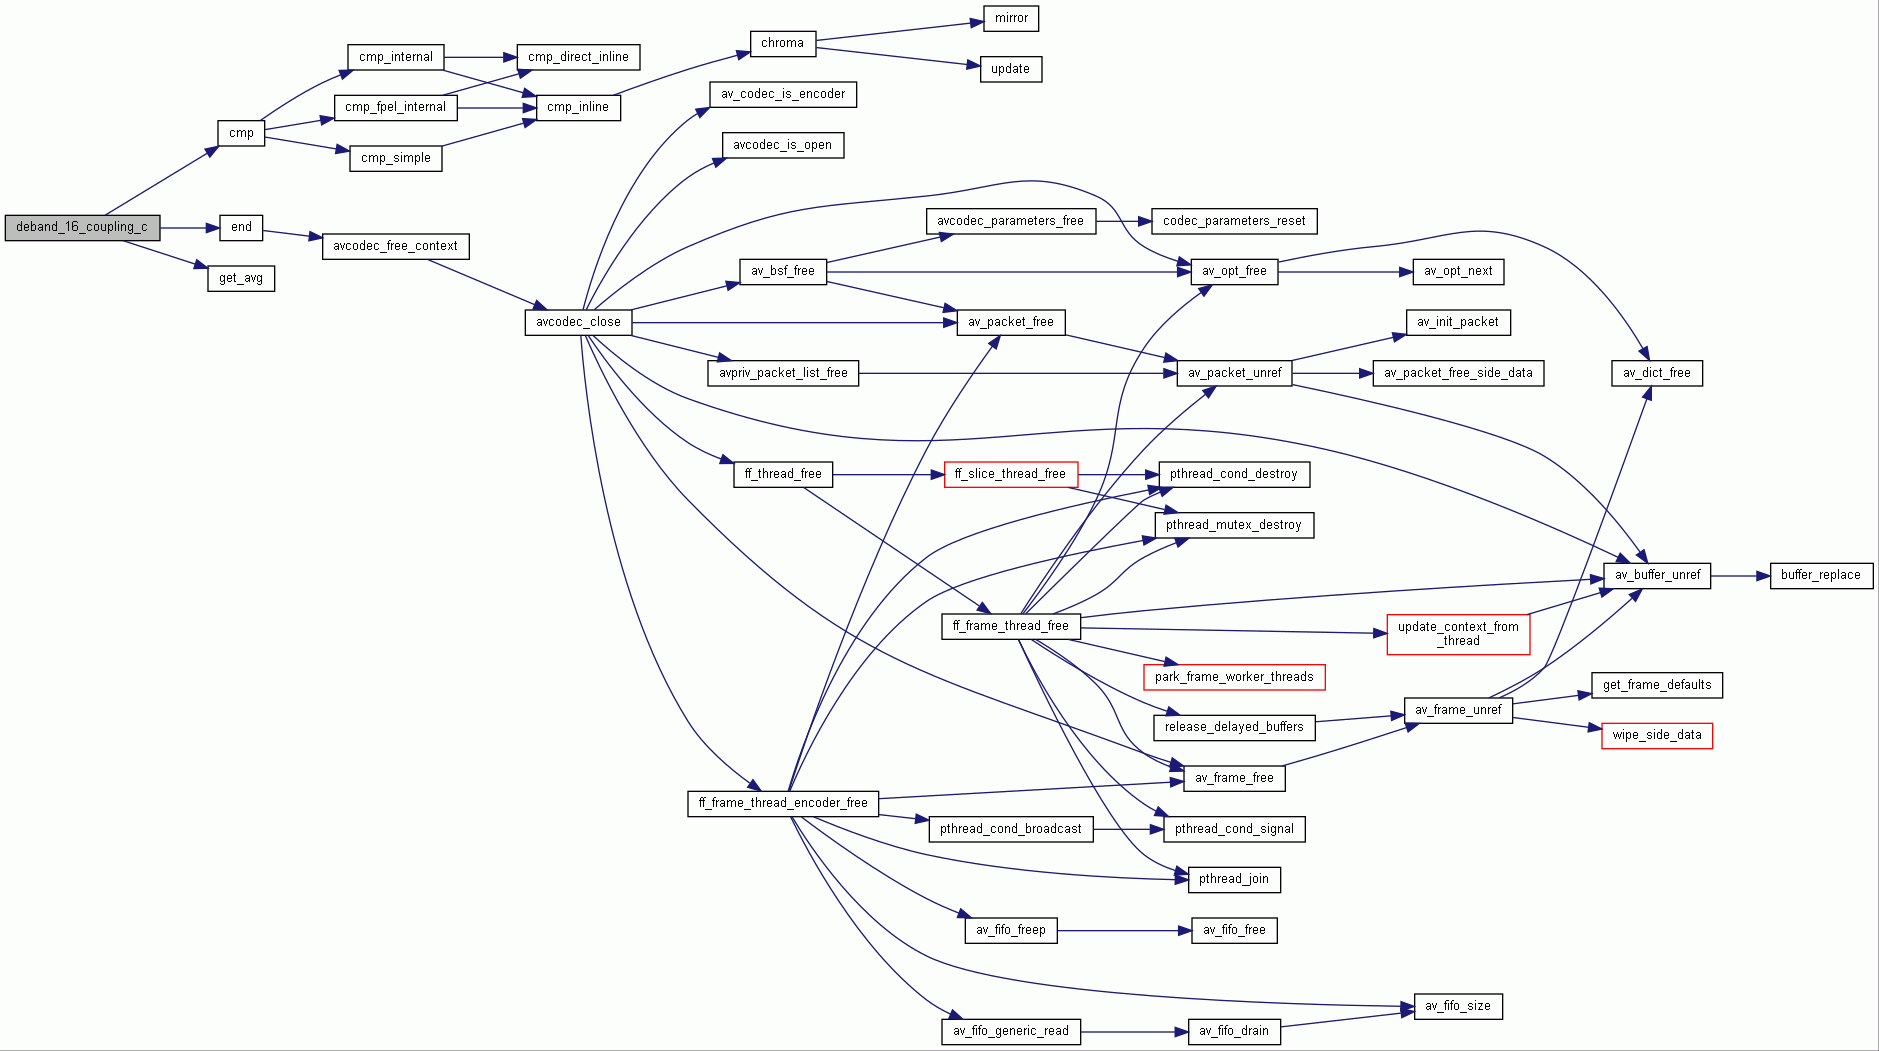 mirror
chroma
cmp_internal
cmp_direct_inline
update
av_codec_is_encoder
cmp_fpel_internal
cmp_inline
cmp
avcodec_is_open
cmp_simple
avcodec_parameters_free
codec_parameters_reset
deband_16_coupling_c
end
avcodec_free_context
av_bsf_free
av_opt_free
av_opt_next
get_avg
avcodec_close
av_packet_free
av_init_packet
avpriv_packet_list_free
av_packet_unref
av_packet_free_side_data
av_dict_free
ff_thread_free
ff_slice_thread_free
pthread_cond_destroy
pthread_mutex_destroy
av_buffer_unref
buffer_replace
ff_frame_thread_free
update_context_from
_thread
park_frame_worker_threads
get_frame_defaults
av_frame_unref
release_delayed_buffers
wipe_side_data
av_frame_free
ff_frame_thread_encoder_free
pthread_cond_broadcast
pthread_cond_signal
pthread_join
av_fifo_freep
av_fifo_free
av_fifo_size
av_fifo_generic_read
av_fifo_drain